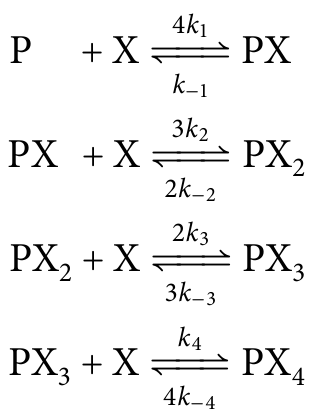 P + X ⇌ PX (4k₁ / k₋₁)
PX + X ⇌ PX₂ (3k₂ / 2k₋₂)
PX₂ + X ⇌ PX₃ (2k₃ / 3k₋₃)
PX₃ + X ⇌ PX₄ (k₄ / 4k₋₄)